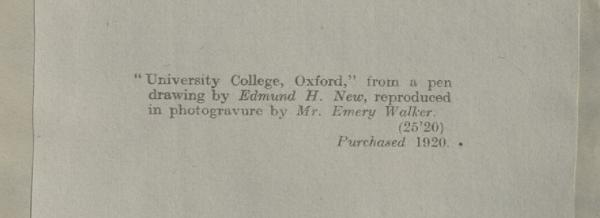 “University College, Oxford,” from a pen
drawing by Edmund H. New, reproduced
in photogravure by Mr. Emery Walker.
(25’20)
Purchased 1920.